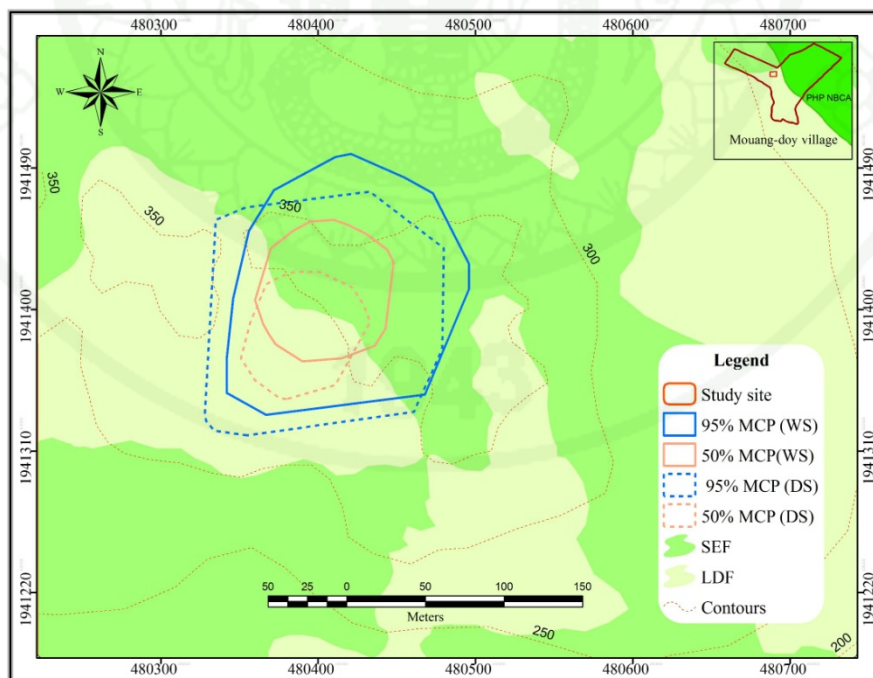 480300 480400 480500 480600 480700
N
W E
S
PHP NBCA
Mouang-doy village
1941490
1941400
1941310
1941220
1941490
1941400
1941310
1941220
350
350
350
300
250
200
1943
Legend
Study site
95% MCP (WS)
50% MCP(WS)
95% MCP (DS)
50% MCP (DS)
SEF
LDF
Contours
50 25 0 50 100 150
Meters
480300 480400 480500 480600 480700